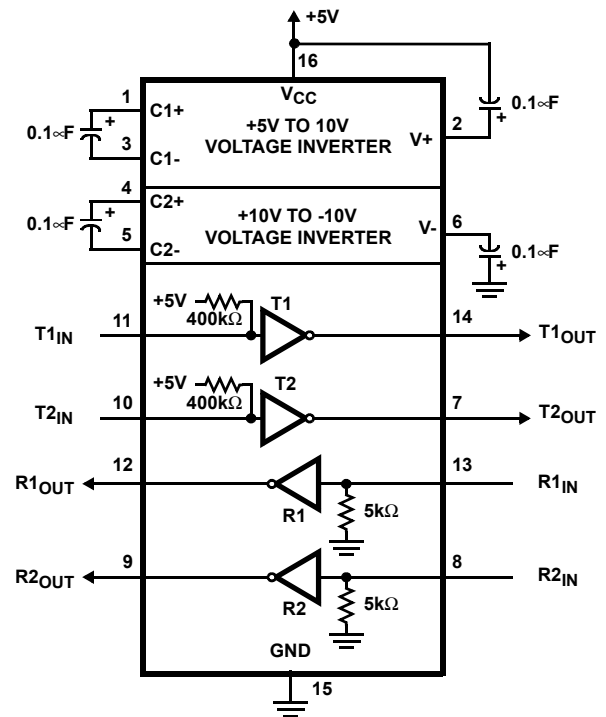 +5V
16
1
VCC
C1+
+5V TO 10V
VOLTAGE INVERTER
0.1∝F
+
3
C1-
2
V+
0.1∝F
+
4
C2+
+10V TO -10V
VOLTAGE INVERTER
0.1∝F
+
5
C2-
V-
6
0.1∝F
+
+5V
400kΩ
T1
T1IN
11
14
T1OUT
+5V
400kΩ
T2
T2IN
10
7
T2OUT
R1OUT
12
R1
13
R1IN
5kΩ
R2OUT
9
R2
8
R2IN
5kΩ
GND
15